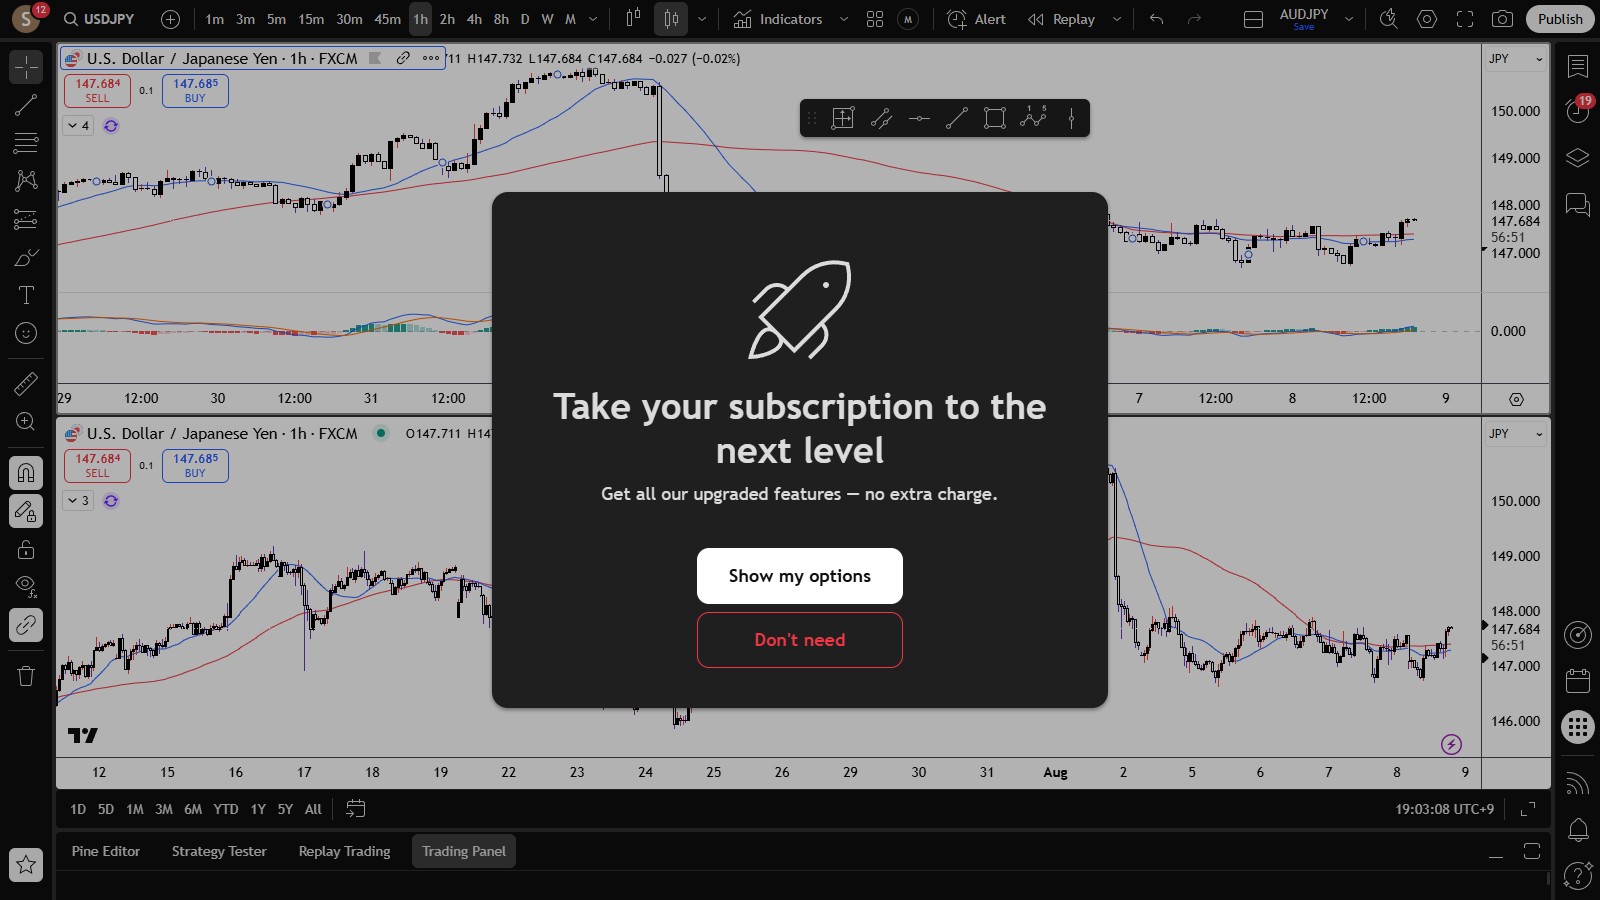 S 12 USDJPY 1m 3m 5m 15m 30m 45m 1h 2h 4h 8h D W M Indicators M Alert Replay AUDJPY Save Publish
U.S. Dollar / Japanese Yen · 1h · FXCM 711 H147.732 L147.684 C147.684 −0.027 (−0.02%) JPY
147.684 SELL 0.1 147.685 BUY
4
1 5
150.000
149.000
148.000
147.684
56:51
147.000
0.000
29 12:00 30 12:00 31 12:00 7 12:00 8 12:00 9
19
Take your subscription to the
next level
Get all our upgraded features — no extra charge.
Show my options
Don't need
U.S. Dollar / Japanese Yen · 1h · FXCM O147.711 H14 JPY
147.684 SELL 0.1 147.685 BUY
3
150.000
149.000
148.000
147.684
56:51
147.000
146.000
12 15 16 17 18 19 22 23 24 25 26 29 30 31 Aug 2 5 6 7 8 9
1D 5D 1M 3M 6M YTD 1Y 5Y All 19:03:08 UTC+9
Pine Editor Strategy Tester Replay Trading Trading Panel